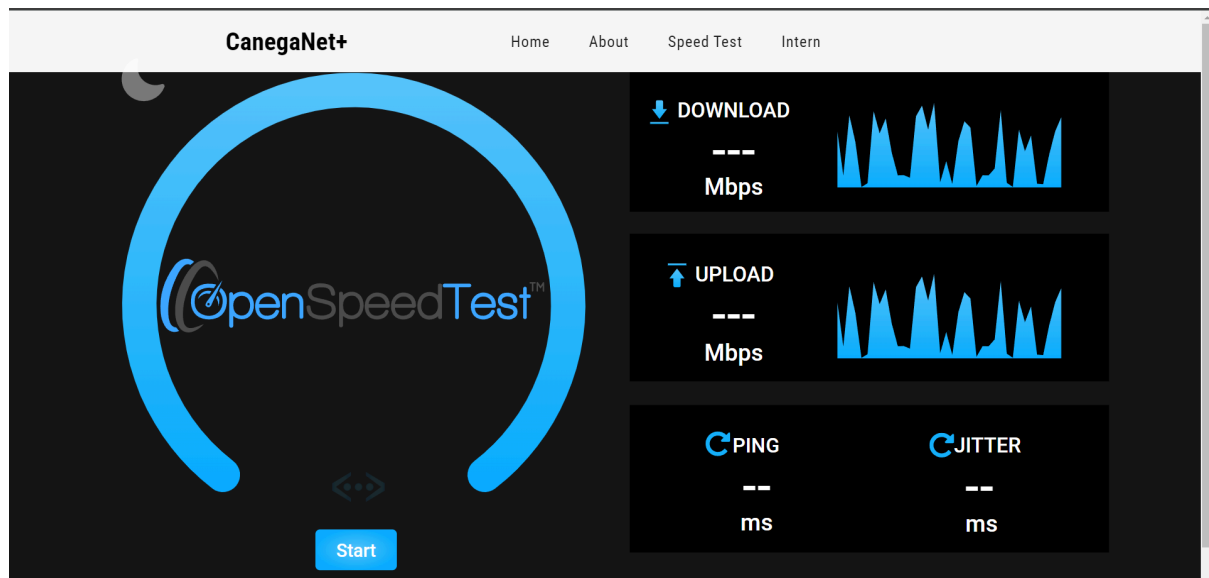 CanegaNet+
Home About Speed Test Intern
OpenSpeedTest™
Start
DOWNLOAD
---
Mbps
UPLOAD
---
Mbps
PING
--
ms
JITTER
--
ms